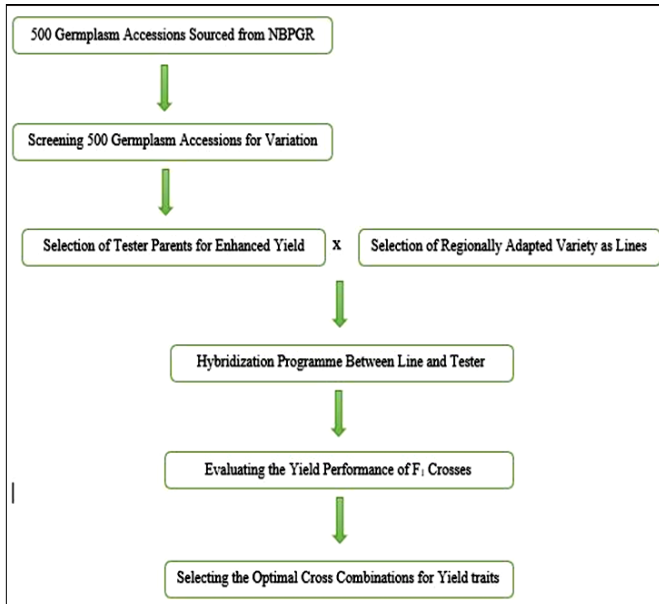 500 Germplasm Accessions Sourced from NBPGR
Screening 500 Germplasm Accessions for Variation
Selection of Tester Parents for Enhanced Yield x Selection of Regionally Adapted Variety as Lines
Hybridization Programme Between Line and Tester
Evaluating the Yield Performance of F₁ Crosses
Selecting the Optimal Cross Combinations for Yield traits